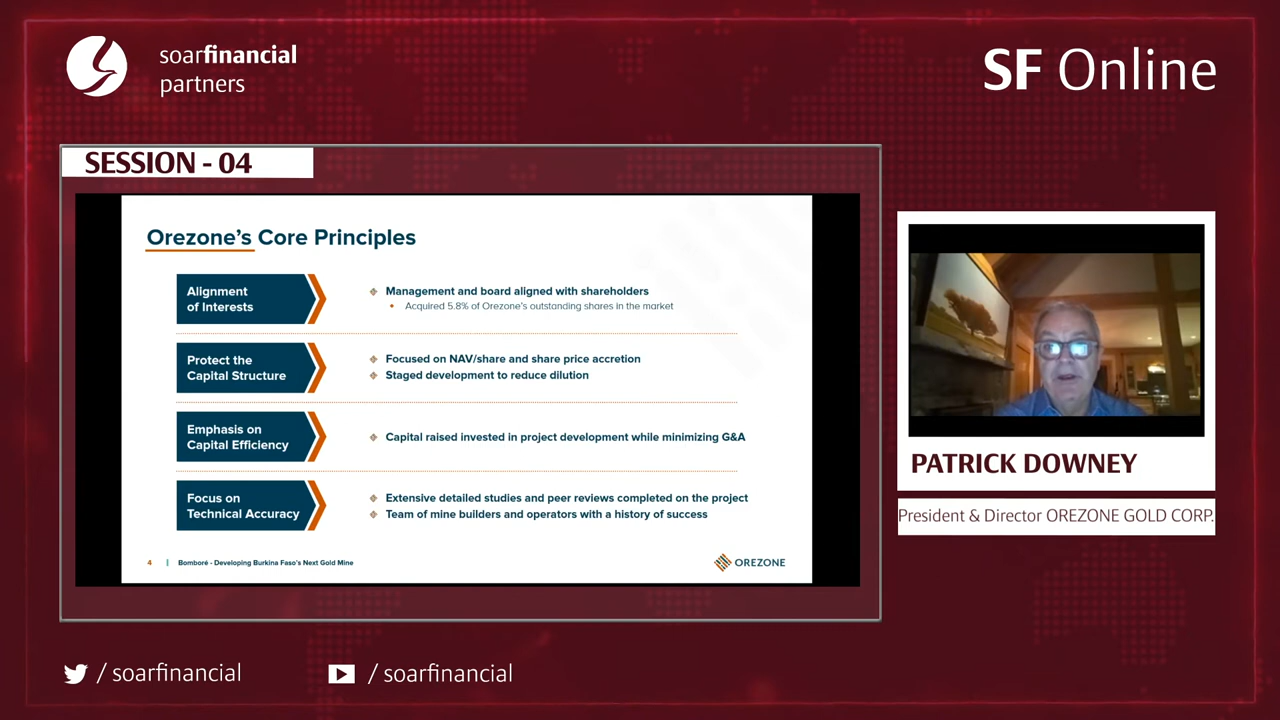 soarfinancial
partners
SF Online
SESSION - 04
Orezone's Core Principles
Alignment
of Interests
Management and board aligned with shareholders
Acquired 5.8% of Orezone's outstanding shares in the market
Protect the
Capital Structure
Focused on NAV/share and share price accretion
Staged development to reduce dilution
Emphasis on
Capital Efficiency
Capital raised invested in project development while minimizing G&A
Focus on
Technical Accuracy
Extensive detailed studies and peer reviews completed on the project
Team of mine builders and operators with a history of success
4 | Bomboré - Developing Burkina Faso's Next Gold Mine
OREZONE
PATRICK DOWNEY
President & Director OREZONE GOLD CORP.
/ soarfinancial
/ soarfinancial